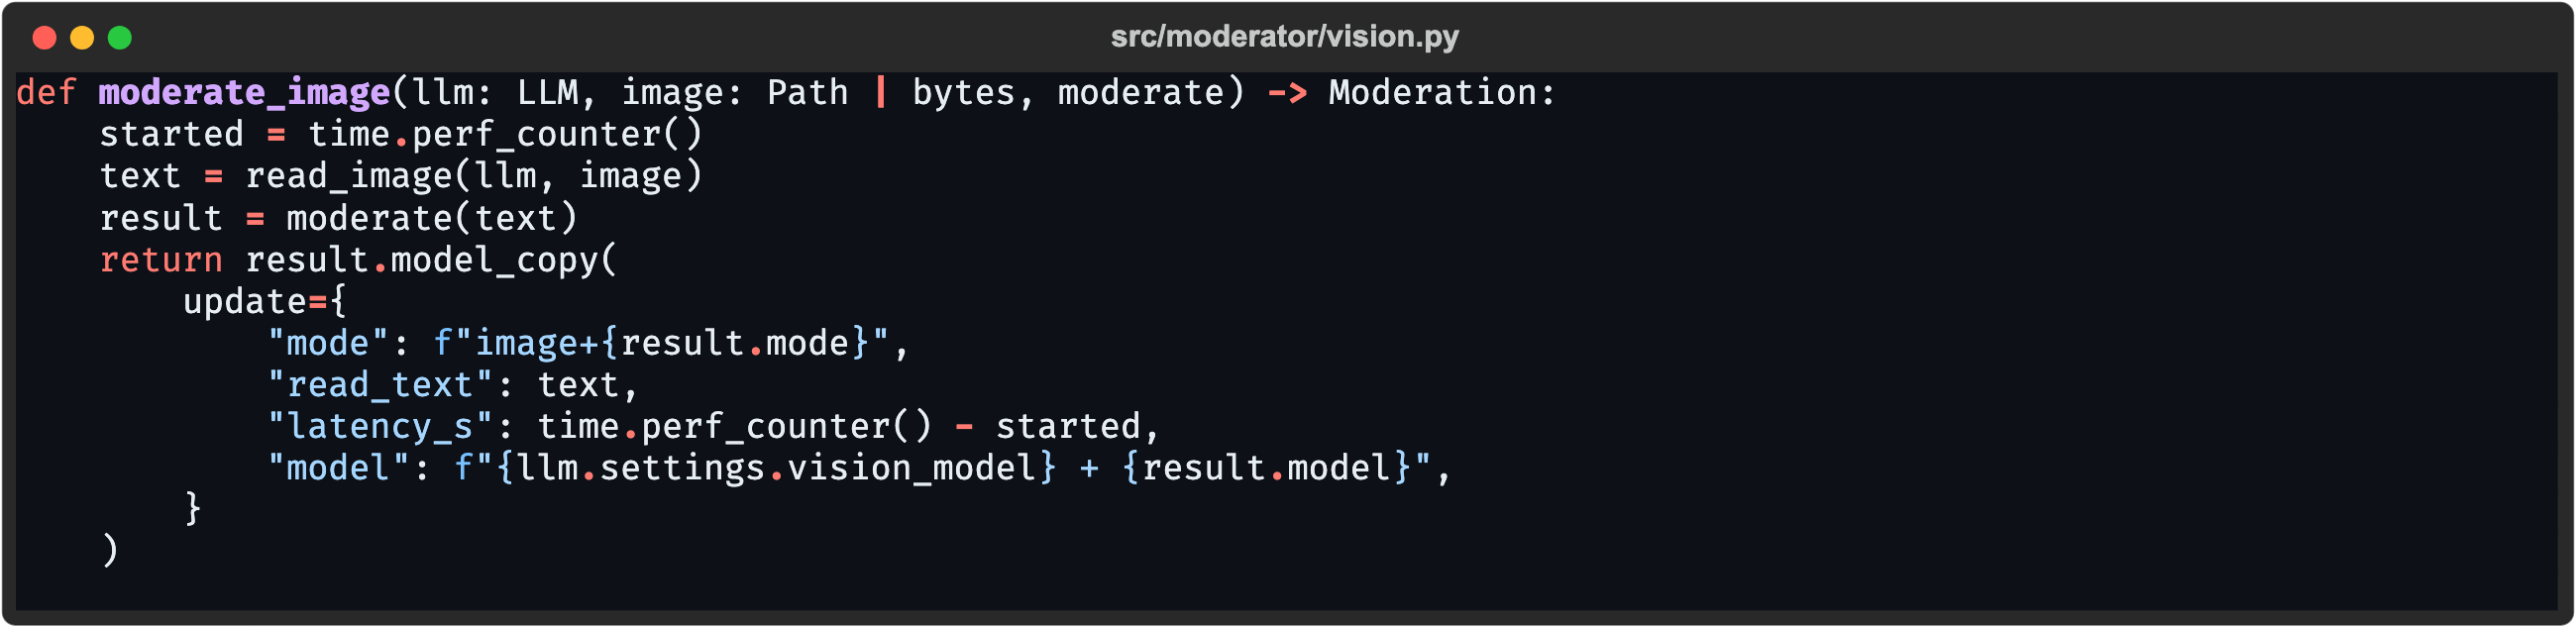 src/moderator/vision.py
def moderate_image(llm: LLM, image: Path | bytes, moderate) -> Moderation:
    started = time.perf_counter()
    text = read_image(llm, image)
    result = moderate(text)
    return result.model_copy(
        update={
            "mode": f"image+{result.mode}",
            "read_text": text,
            "latency_s": time.perf_counter() - started,
            "model": f"{llm.settings.vision_model} + {result.model}",
        }
    )